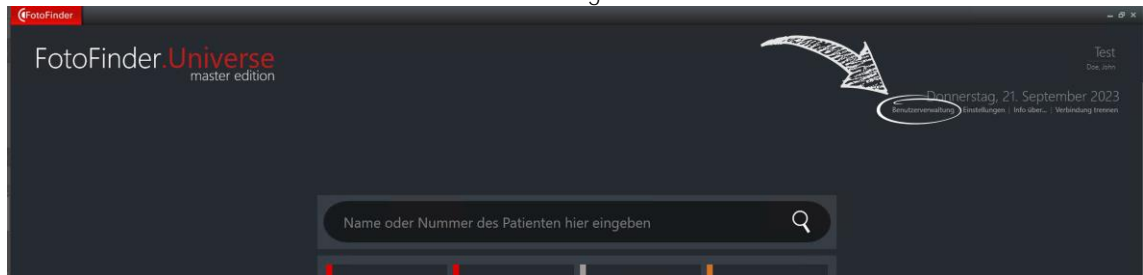 FotoFinder
FotoFinder.Universe
master edition
Test
Doe, John
Donnerstag, 21. September 2023
Benutzerverwaltung | Einstellungen | Info über... | Verbindung trennen
Name oder Nummer des Patienten hier eingeben